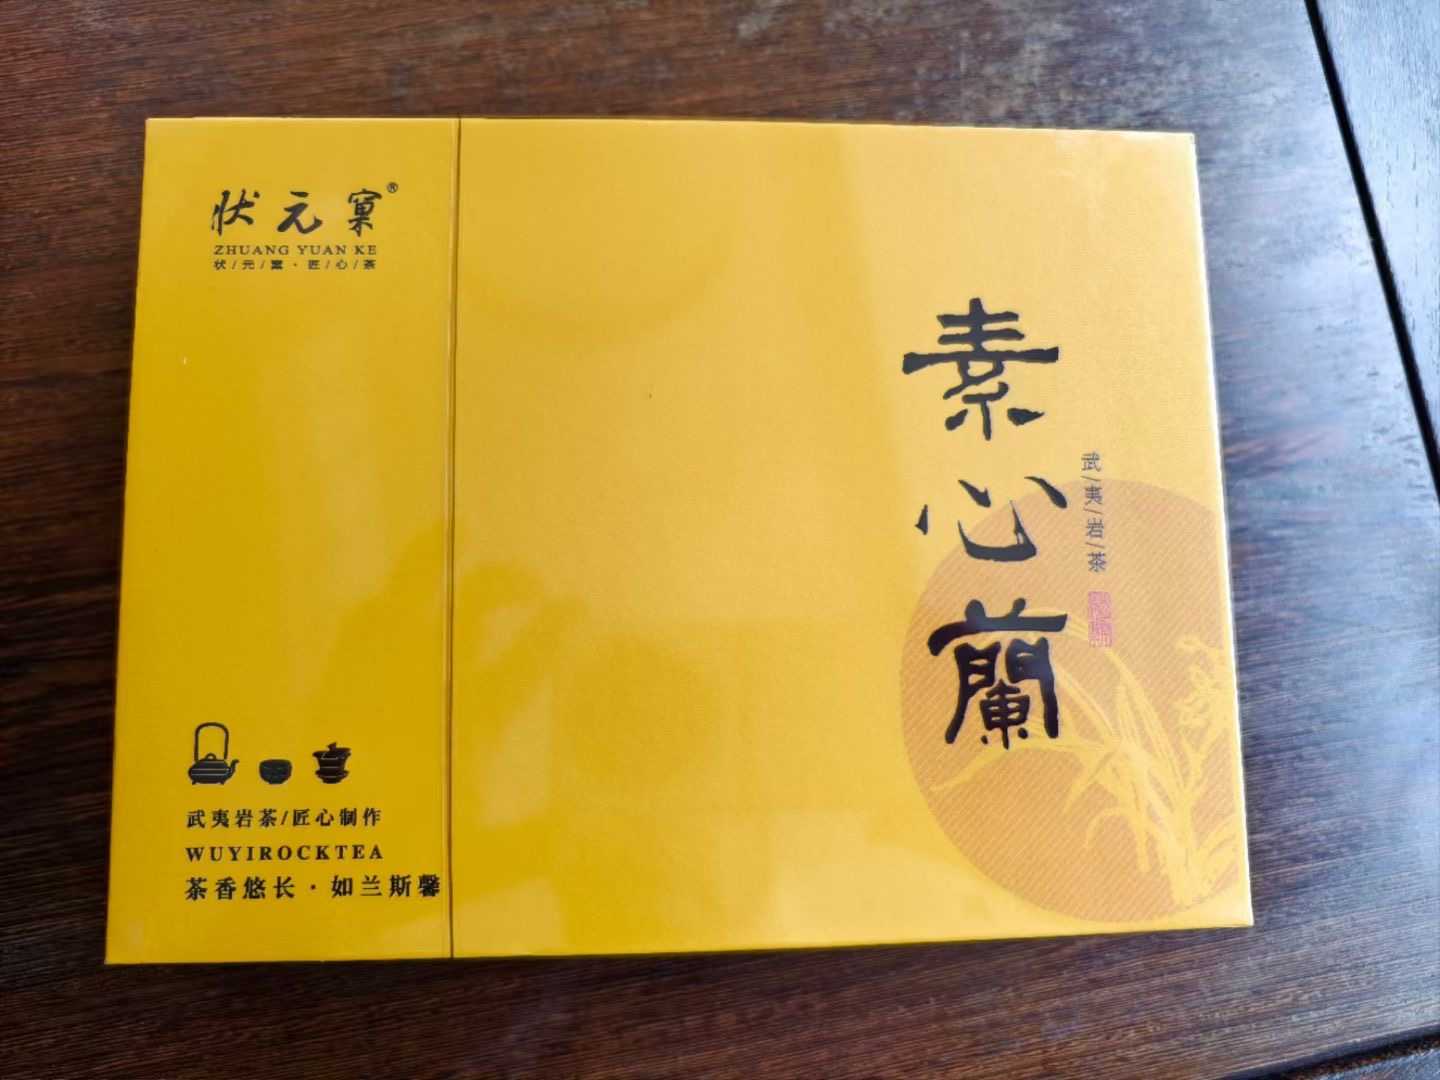 状元窠®
ZHUANG YUAN KE
状/元/窠·匠/心/茶
素心蘭
武/夷/岩/茶
武夷岩茶/匠心制作
WUYIROCKTEA
茶香悠长·如兰斯馨